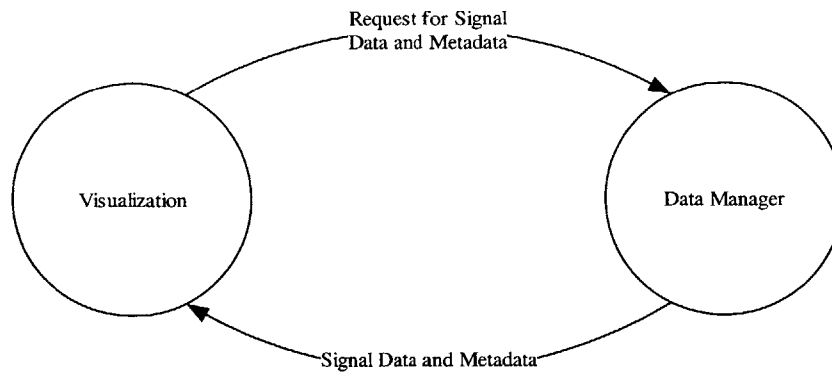 Request for Signal
Data and Metadata
Visualization
Data Manager
Signal Data and Metadata